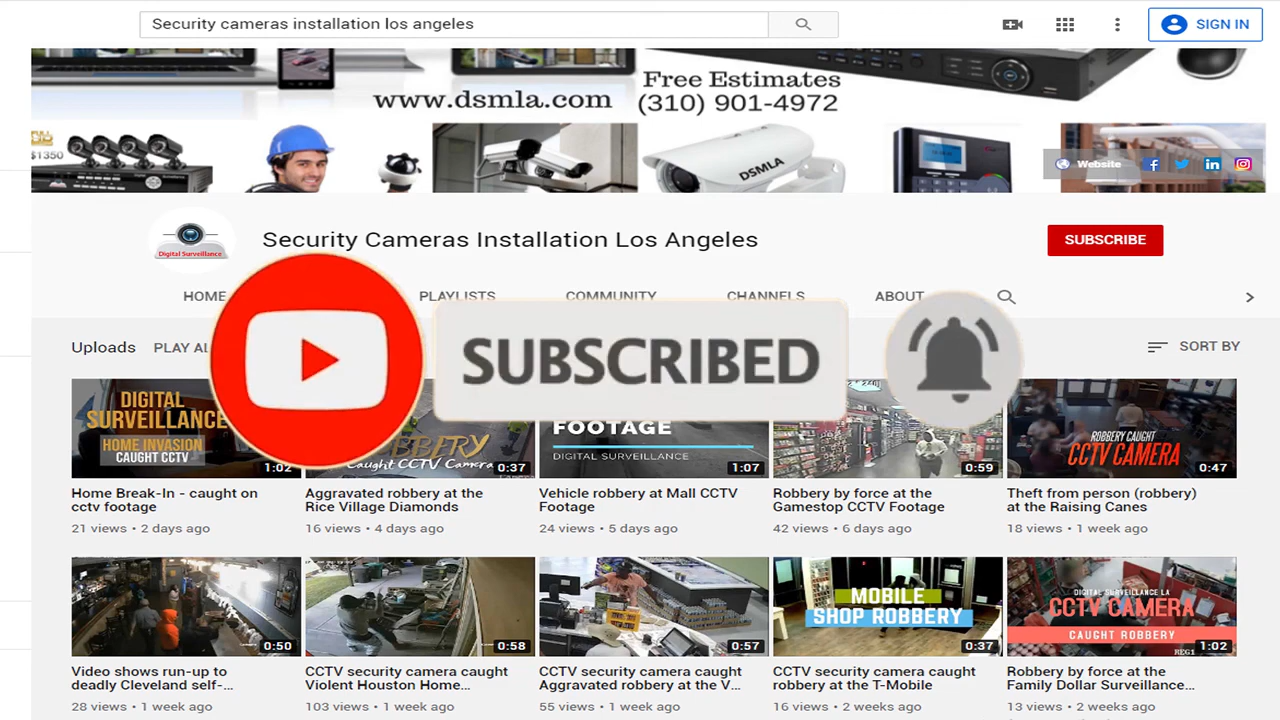 Security cameras installation los angeles
SIGN IN
Free Estimates
www.dsmla.com (310) 901-4972
$1350
DSMLA
Website
Digital Surveillance
Security Cameras Installation Los Angeles
SUBSCRIBE
HOME PLAYLISTS COMMUNITY CHANNELS ABOUT
Uploads PLAY AL SORT BY
SUBSCRIBED
DIGITAL
SURVEILLANCE
HOME INVASION
CAUGHT CCTV
1:02
ROBBERY
Caught CCTV Camera
0:37
FOOTAGE
DIGITAL SURVEILLANCE
1:07
0:59
ROBBERY CAUGHT
CCTV CAMERA
0:47
Home Break-In - caught on
cctv footage
21 views • 2 days ago
Aggravated robbery at the
Rice Village Diamonds
16 views • 4 days ago
Vehicle robbery at Mall CCTV
Footage
24 views • 5 days ago
Robbery by force at the
Gamestop CCTV Footage
42 views • 6 days ago
Theft from person (robbery)
at the Raising Canes
18 views • 1 week ago
0:50
0:58
0:57
MOBILE
SHOP ROBBERY
0:37
DIGITAL SURVEILLANCE LA
CCTV CAMERA
CAUGHT ROBBERY
REG1
1:02
Video shows run-up to
deadly Cleveland self-...
28 views • 1 week ago
CCTV security camera caught
Violent Houston Home...
103 views • 1 week ago
CCTV security camera caught
Aggravated robbery at the V...
55 views • 1 week ago
CCTV security camera caught
robbery at the T-Mobile
16 views • 2 weeks ago
Robbery by force at the
Family Dollar Surveillance...
13 views • 2 weeks ago